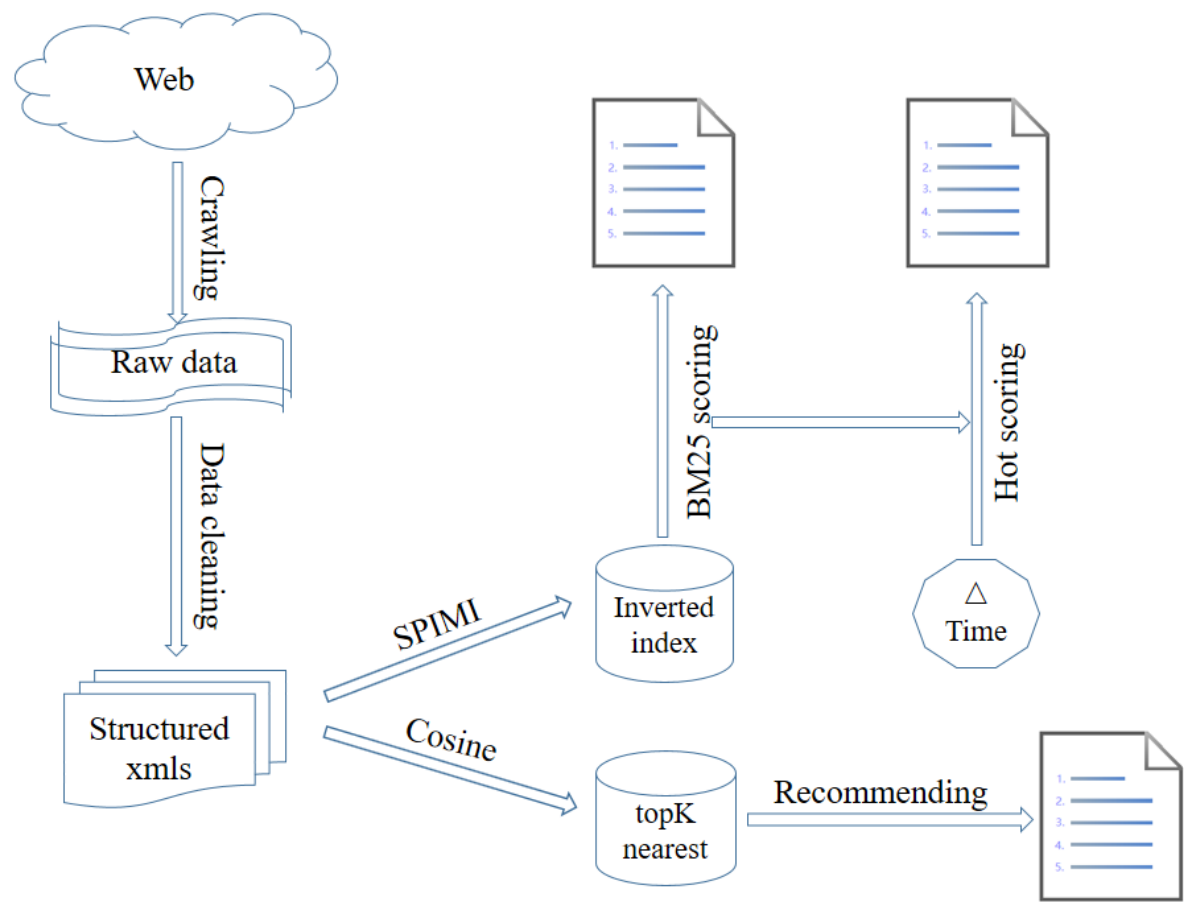 Web
Crawling
Raw data
Data cleaning
Structured
xmls
SPIMI
Cosine
Inverted
index
topK
nearest
BM25 scoring
1.
2.
3.
4.
5.
Hot scoring
△
Time
1.
2.
3.
4.
5.
Recommending
1.
2.
3.
4.
5.